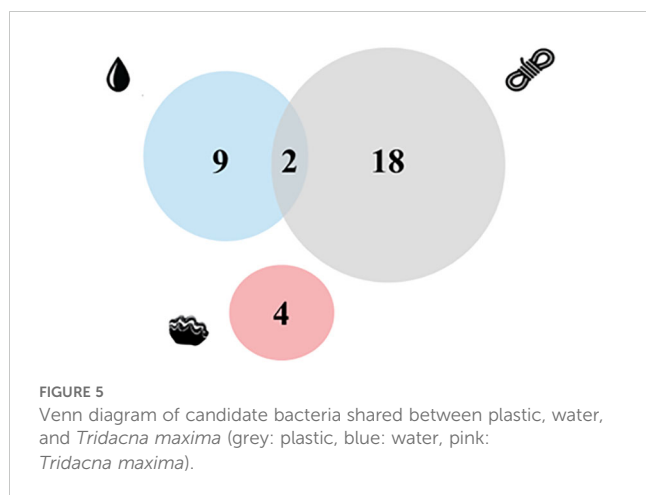 9 2 18
4
FIGURE 5
Venn diagram of candidate bacteria shared between plastic, water,
and Tridacna maxima (grey: plastic, blue: water, pink:
Tridacna maxima).